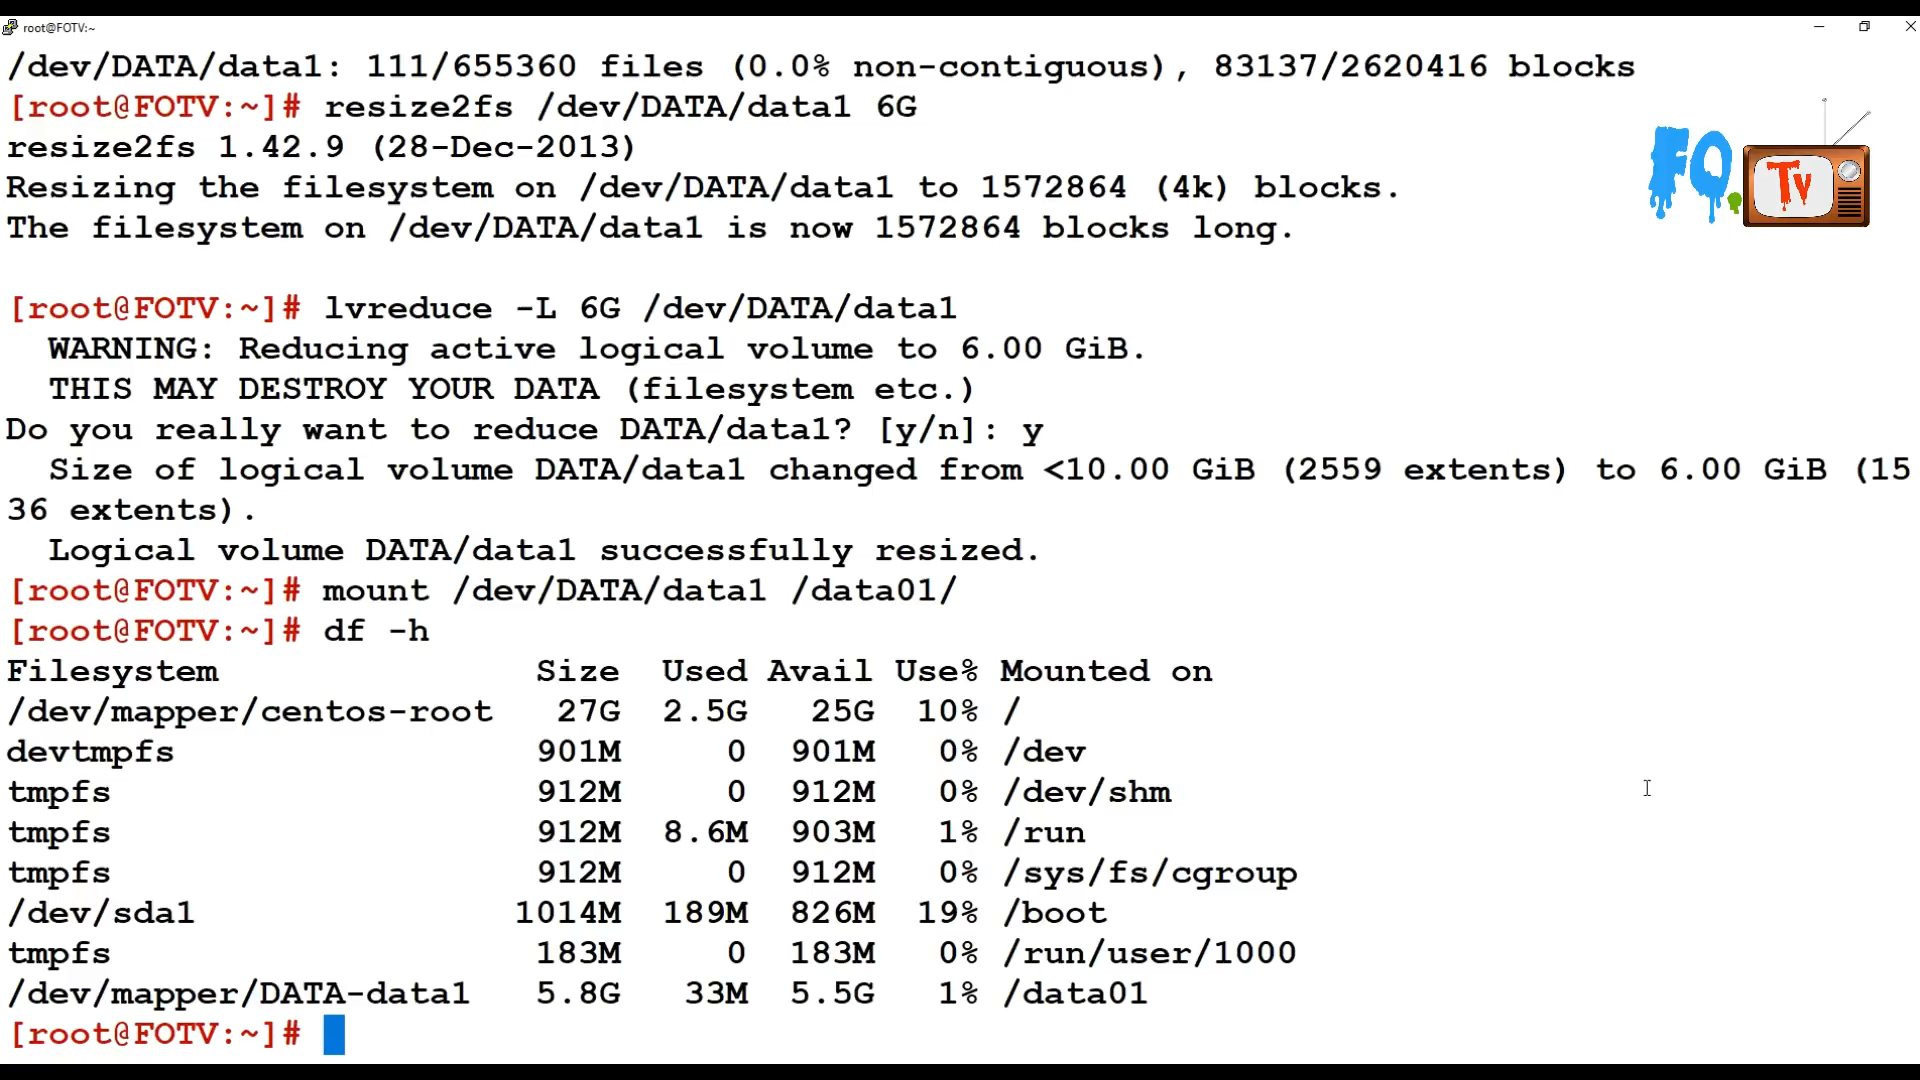 root@FOTV:~
/dev/DATA/data1: 111/655360 files (0.0% non-contiguous), 83137/2620416 blocks
[root@FOTV:~]# resize2fs /dev/DATA/data1 6G
resize2fs 1.42.9 (28-Dec-2013)
Resizing the filesystem on /dev/DATA/data1 to 1572864 (4k) blocks.
The filesystem on /dev/DATA/data1 is now 1572864 blocks long.
FO.
Tv
[root@FOTV:~]# lvreduce -L 6G /dev/DATA/data1
WARNING: Reducing active logical volume to 6.00 GiB.
THIS MAY DESTROY YOUR DATA (filesystem etc.)
Do you really want to reduce DATA/data1? [y/n]: y
Size of logical volume DATA/data1 changed from <10.00 GiB (2559 extents) to 6.00 GiB (15
36 extents).
Logical volume DATA/data1 successfully resized.
[root@FOTV:~]# mount /dev/DATA/data1 /data01/
[root@FOTV:~]# df -h
Filesystem Size Used Avail Use% Mounted on
/dev/mapper/centos-root 27G 2.5G 25G 10% /
devtmpfs 901M 0 901M 0% /dev
tmpfs 912M 0 912M 0% /dev/shm
tmpfs 912M 8.6M 903M 1% /run
tmpfs 912M 0 912M 0% /sys/fs/cgroup
/dev/sda1 1014M 189M 826M 19% /boot
tmpfs 183M 0 183M 0% /run/user/1000
/dev/mapper/DATA-data1 5.8G 33M 5.5G 1% /data01
[root@FOTV:~]#